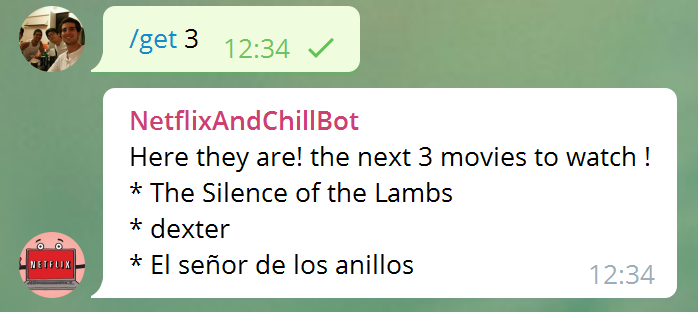 /get 3
12:34
NetflixAndChillBot
Here they are! the next 3 movies to watch !
* The Silence of the Lambs
* dexter
* El señor de los anillos
12:34
NETFLIX